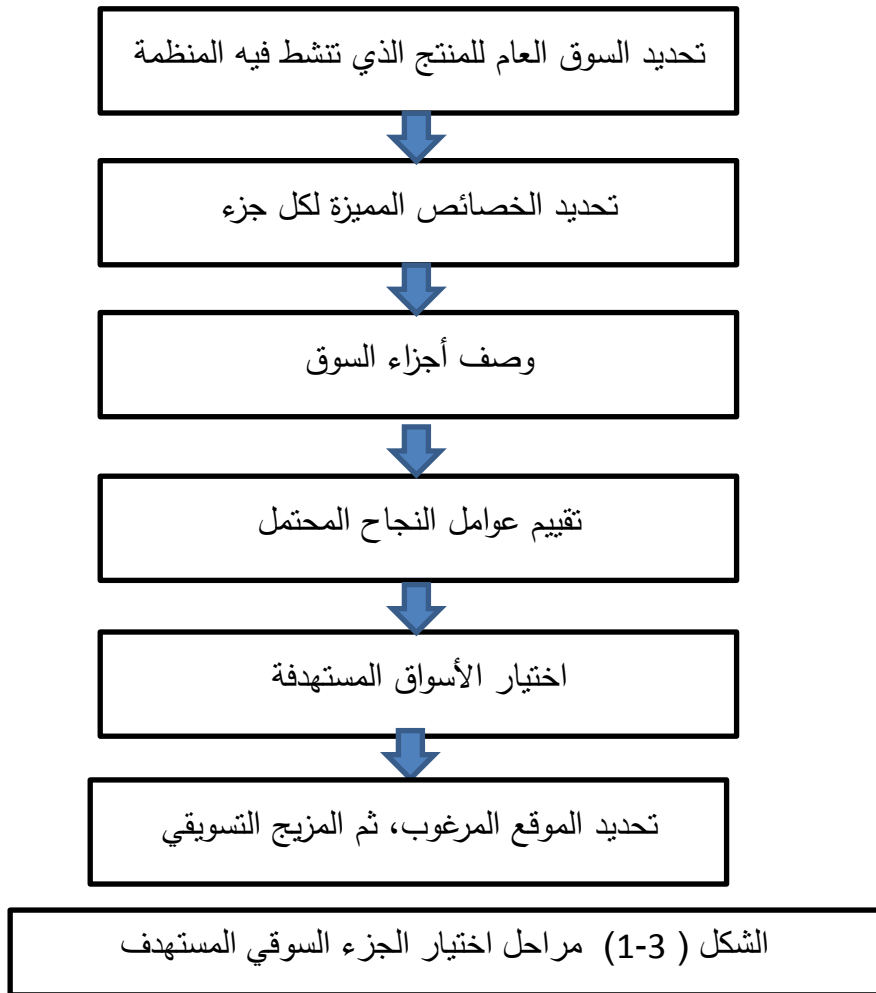 تحديد السوق العام للمنتج الذي تنشط فيه المنظمة
تحديد الخصائص المميزة لكل جزء
وصف أجزاء السوق
تقييم عوامل النجاح المحتمل
اختيار الأسواق المستهدفة
تحديد الموقع المرغوب، ثم المزيج التسويقي
الشكل ( 3-1) مراحل اختيار الجزء السوقي المستهدف